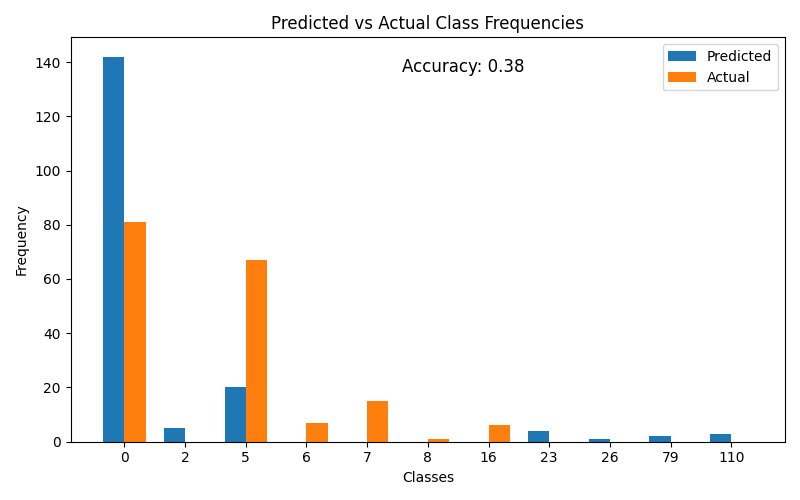 Predicted vs Actual Class Frequencies
Accuracy: 0.38
Predicted
Actual
Frequency
140
120
100
80
60
40
20
0
0 2 5 6 7 8 16 23 26 79 110
Classes